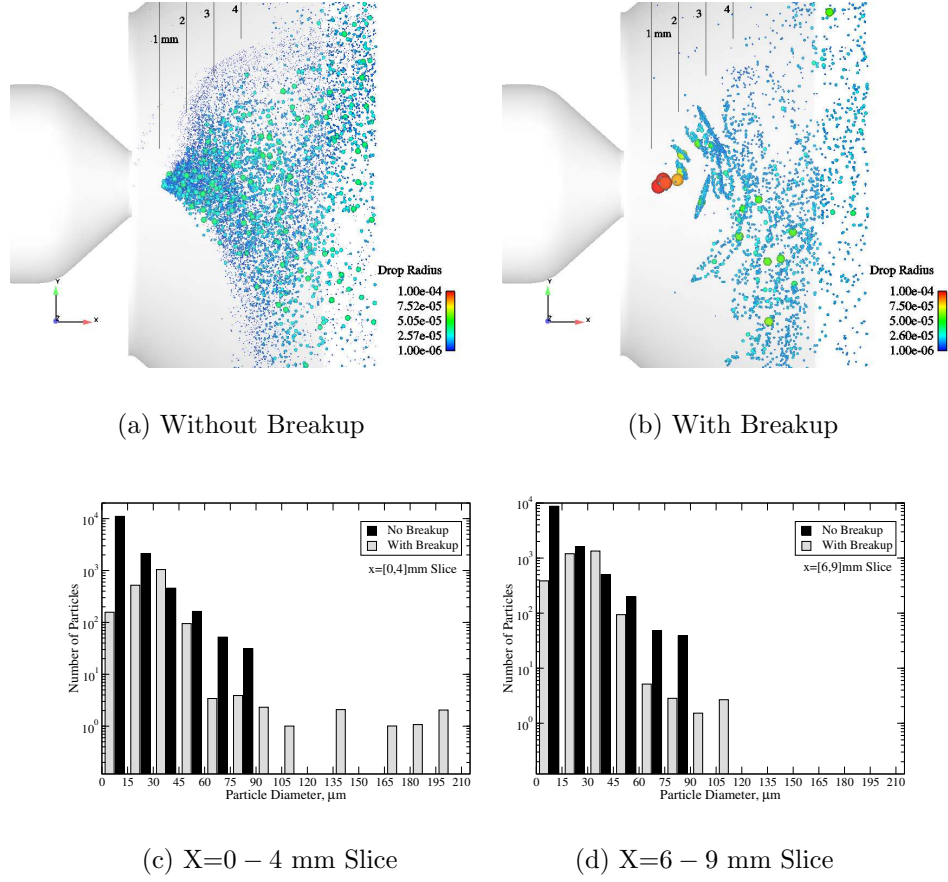 4
3
2
1 mm
Y
Z
X
Drop Radius
1.00e-04
7.52e-05
5.05e-05
2.57e-05
1.00e-06
(a) Without Breakup
4
3
2
1 mm
Y
Z
X
Drop Radius
1.00e-04
7.50e-05
5.00e-05
2.60e-05
1.00e-06
(b) With Breakup
Number of Particles
10^4
10^3
10^2
10^1
10^0
No Breakup
With Breakup
x=[0,4]mm Slice
0 15 30 45 60 75 90 105 120 135 150 165 180 195 210
Particle Diameter, μm
(c) X=0 – 4 mm Slice
Number of Particles
10^4
10^3
10^2
10^1
10^0
No Breakup
With Breakup
x=[6,9]mm Slice
0 15 30 45 60 75 90 105 120 135 150 165 180 195 210
Particle Diameter, μm
(d) X=6 – 9 mm Slice